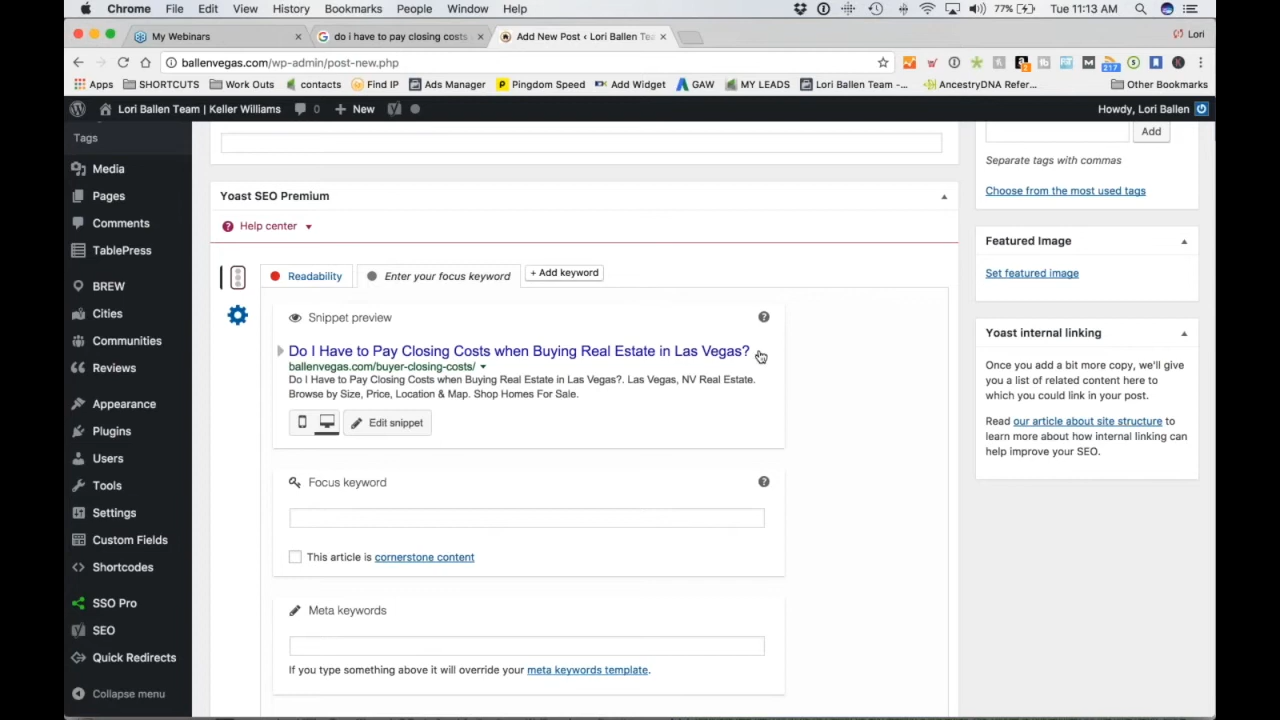 Chrome File Edit View History Bookmarks People Window Help 77% Tue 11:13 AM
My Webinars do i have to pay closing costs Add New Post ‹ Lori Ballen Tea Lori
ballenvegas.com/wp-admin/post-new.php
Apps SHORTCUTS Work Outs contacts Find IP Ads Manager Pingdom Speed Add Widget GAW MY LEADS Lori Ballen Team -... AncestryDNA Refer... Other Bookmarks
Lori Ballen Team | Keller Williams 0 New Howdy, Lori Ballen
Tags
Media
Pages
Comments
TablePress
BREW
Cities
Communities
Reviews
Appearance
Plugins
Users
Tools
Settings
Custom Fields
Shortcodes
SSO Pro
SEO
Quick Redirects
Collapse menu
Yoast SEO Premium
Help center
Readability Enter your focus keyword + Add keyword
Snippet preview
Do I Have to Pay Closing Costs when Buying Real Estate in Las Vegas?
ballenvegas.com/buyer-closing-costs/
Do I Have to Pay Closing Costs when Buying Real Estate in Las Vegas?. Las Vegas, NV Real Estate.
Browse by Size, Price, Location & Map. Shop Homes For Sale.
Edit snippet
Focus keyword
This article is cornerstone content
Meta keywords
If you type something above it will override your meta keywords template.
Add
Separate tags with commas
Choose from the most used tags
Featured Image
Set featured image
Yoast internal linking
Once you add a bit more copy, we'll give
you a list of related content here to
which you could link in your post.
Read our article about site structure to
learn more about how internal linking can
help improve your SEO.